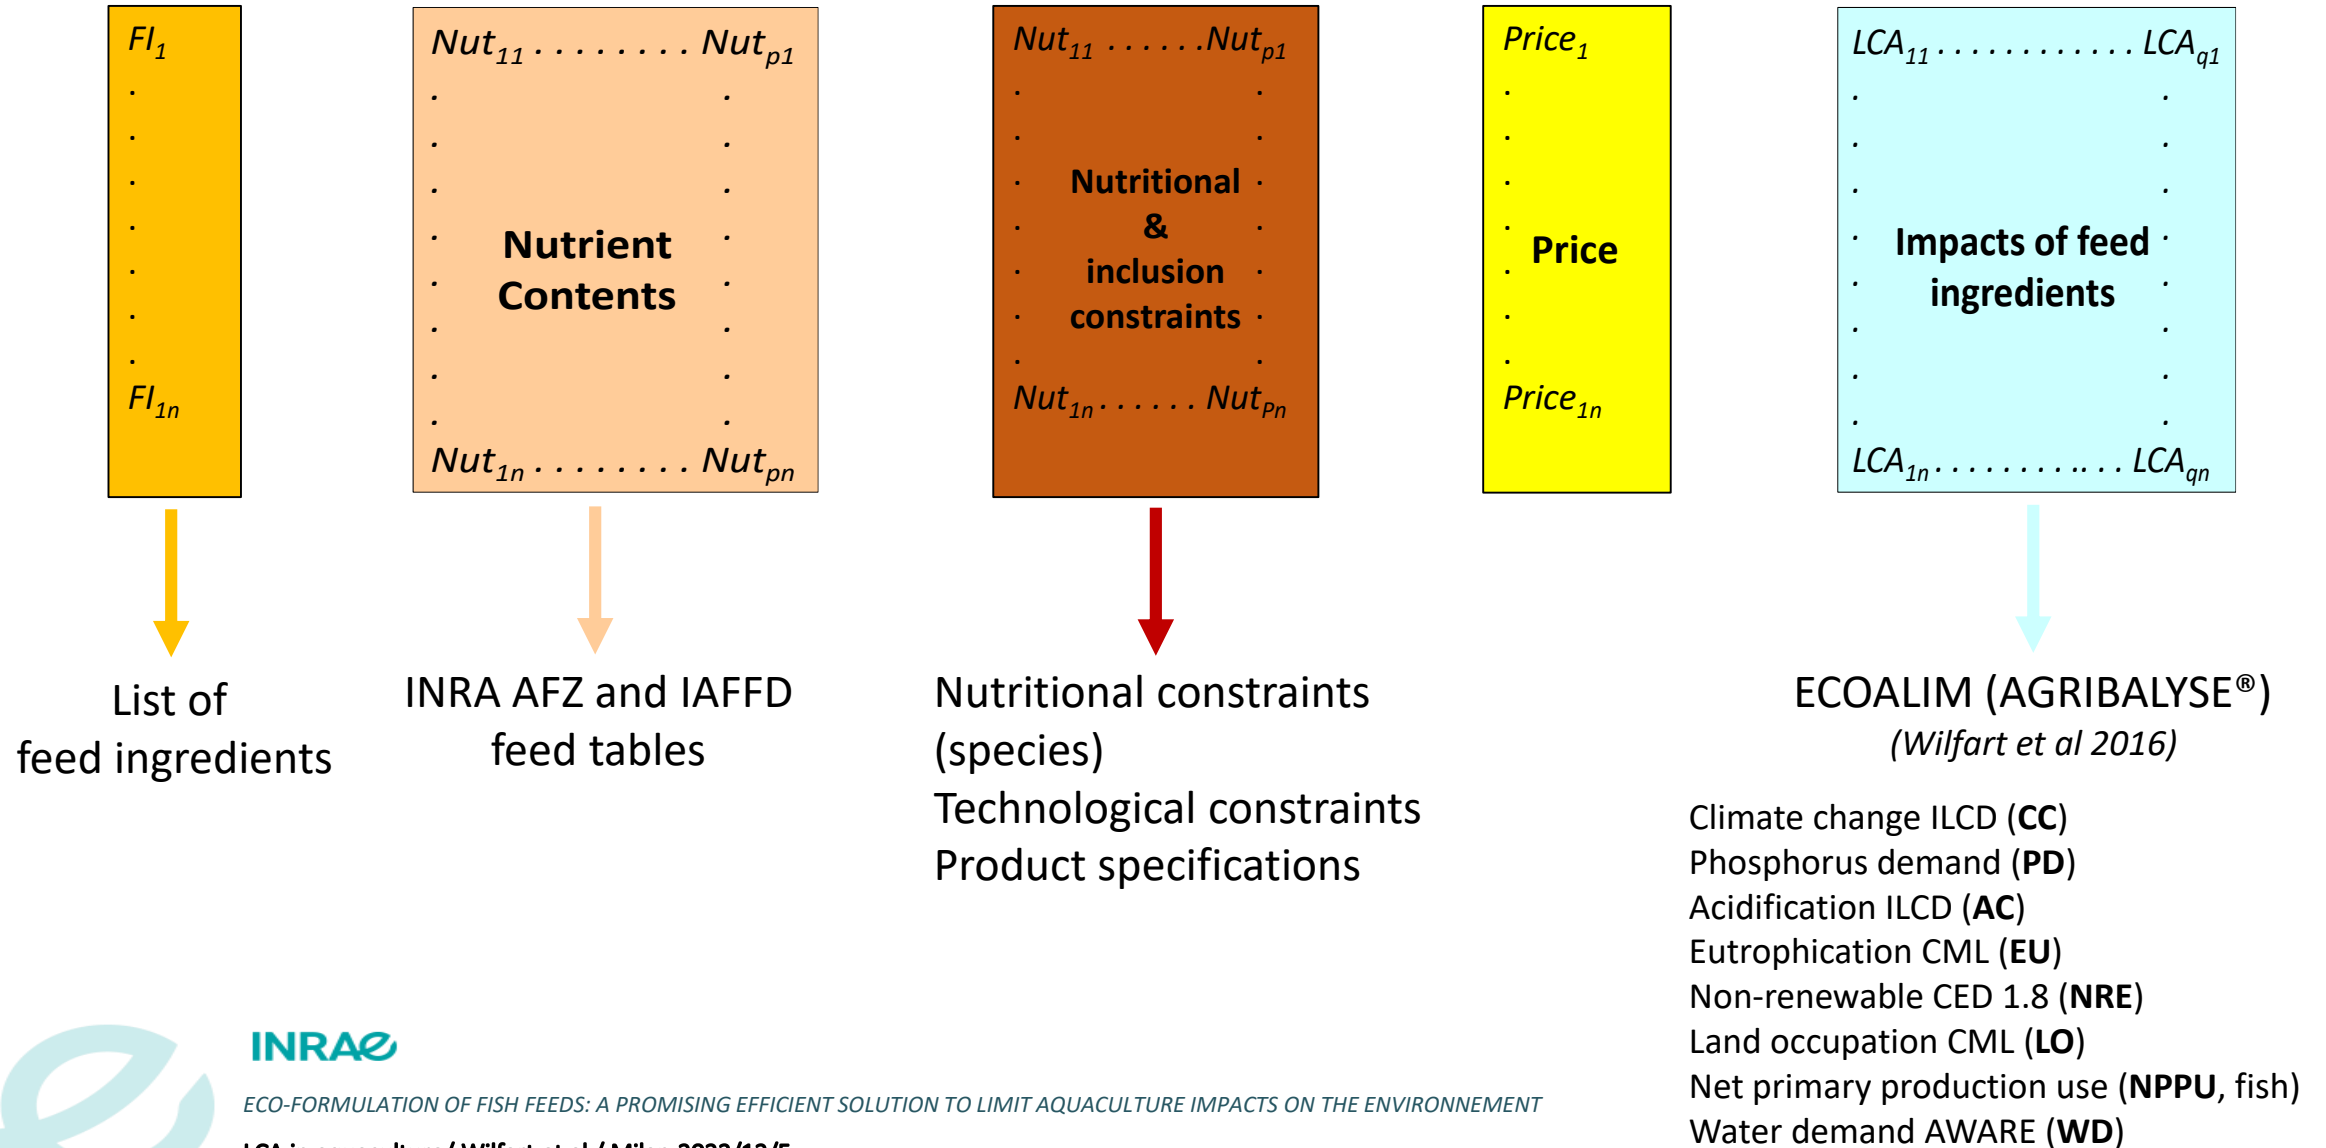 FI1
FI1n
Nut11 . . . . . . . . Nutp1
Nutrient
Contents
Nut1n . . . . . . . . Nutpn
Nut11 . . . . . . Nutp1
Nutritional
&
inclusion
constraints
Nut1n . . . . . . NutPn
Price1
Price
Price1n
LCA11 . . . . . . . . . . . . LCAq1
Impacts of feed
ingredients
LCA1n . . . . . . . . . . . . . LCAqn
List of
feed ingredients
INRA AFZ and IAFFD
feed tables
Nutritional constraints
(species)
Technological constraints
Product specifications
ECOALIM (AGRIBALYSE®)
(Wilfart et al 2016)
Climate change ILCD (CC)
Phosphorus demand (PD)
Acidification ILCD (AC)
Eutrophication CML (EU)
Non-renewable CED 1.8 (NRE)
Land occupation CML (LO)
Net primary production use (NPPU, fish)
Water demand AWARE (WD)
INRAE
ECO-FORMULATION OF FISH FEEDS: A PROMISING EFFICIENT SOLUTION TO LIMIT AQUACULTURE IMPACTS ON THE ENVIRONNEMENT